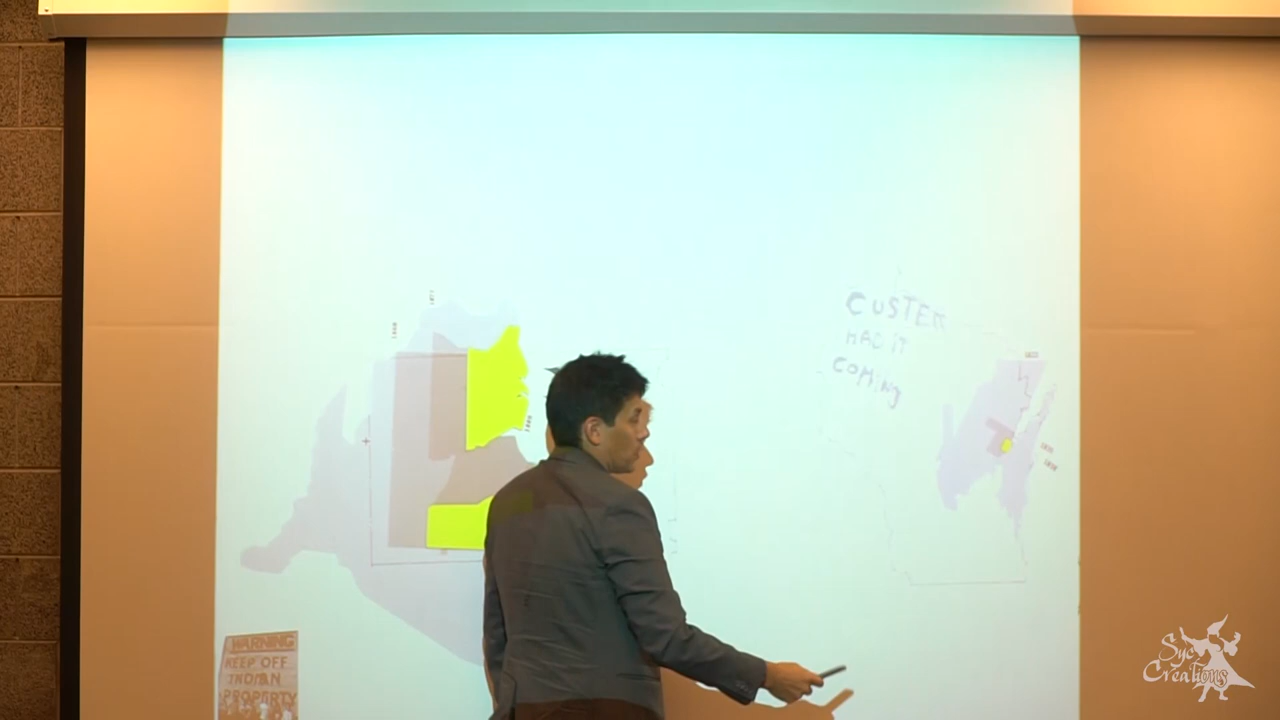 CUSTER
HAD IT
COMING
WARNING
KEEP OFF
INDIAN
PROPERTY
Syc
Creations